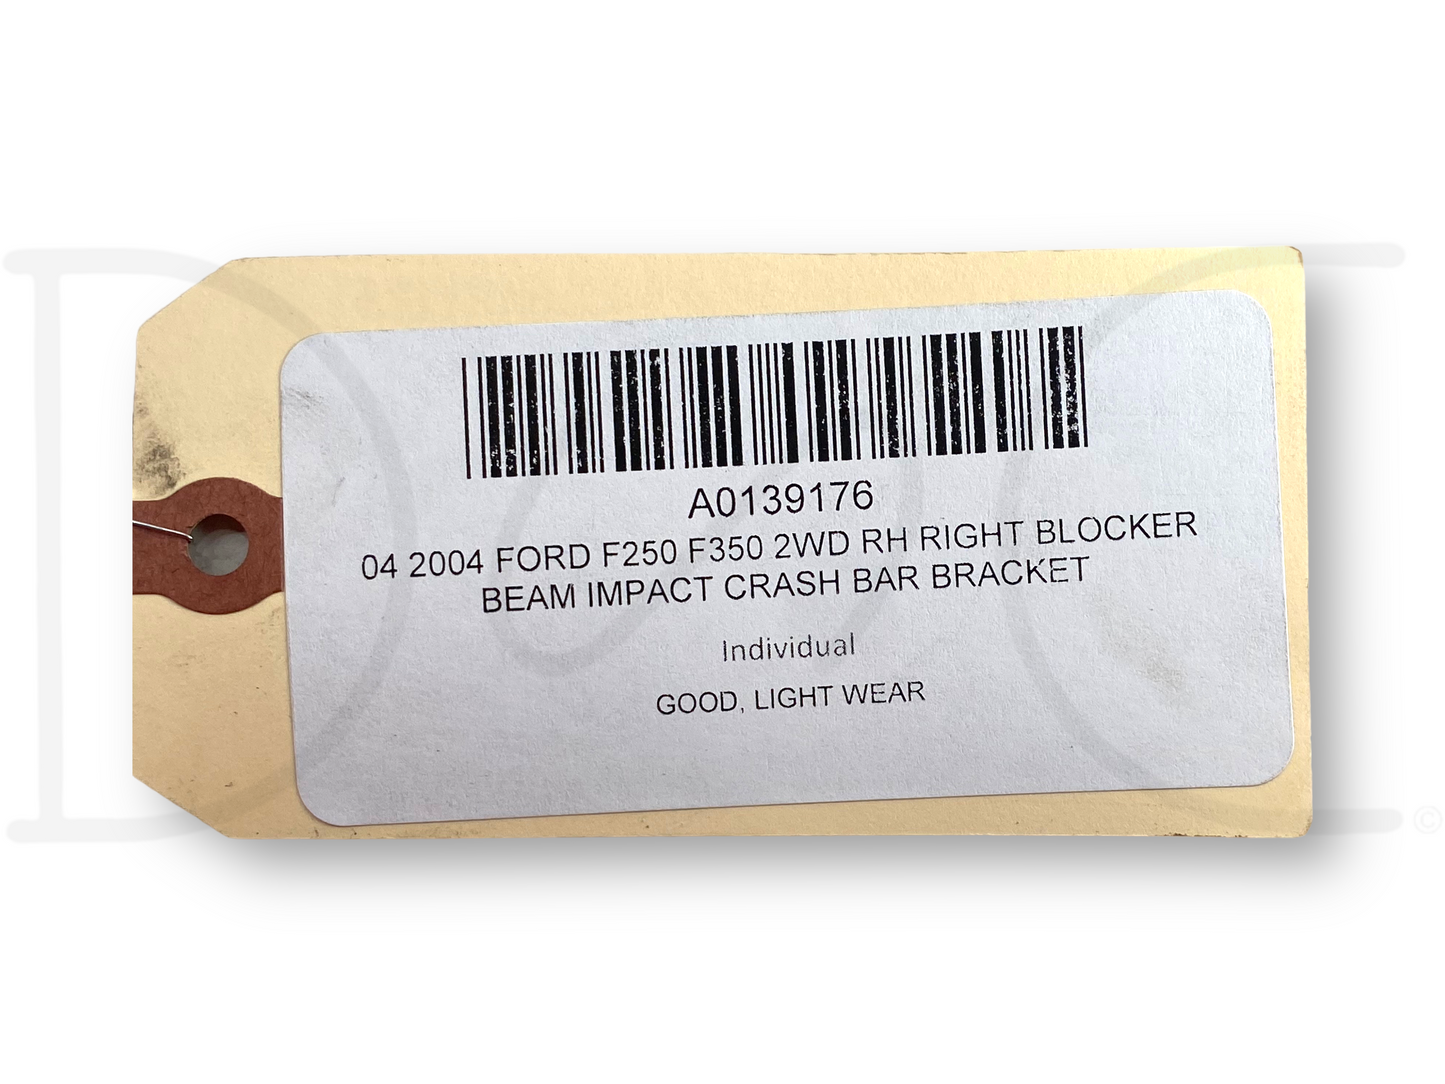 A0139176
04 2004 FORD F250 F350 2WD RH RIGHT BLOCKER
BEAM IMPACT CRASH BAR BRACKET
Individual
GOOD, LIGHT WEAR
©